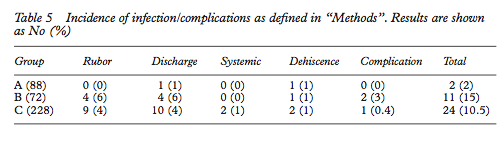 Table 5 Incidence of infection/complications as defined in “Methods”. Results are shown
as No (%)
Group Rubor Discharge Systemic Dehiscence Complication Total
A (88) 0 (0) 1 (1) 0 (0) 1 (1) 0 (0) 2 (2)
B (72) 4 (6) 4 (6) 0 (0) 1 (1) 2 (3) 11 (15)
C (228) 9 (4) 10 (4) 2 (1) 2 (1) 1 (0.4) 24 (10.5)